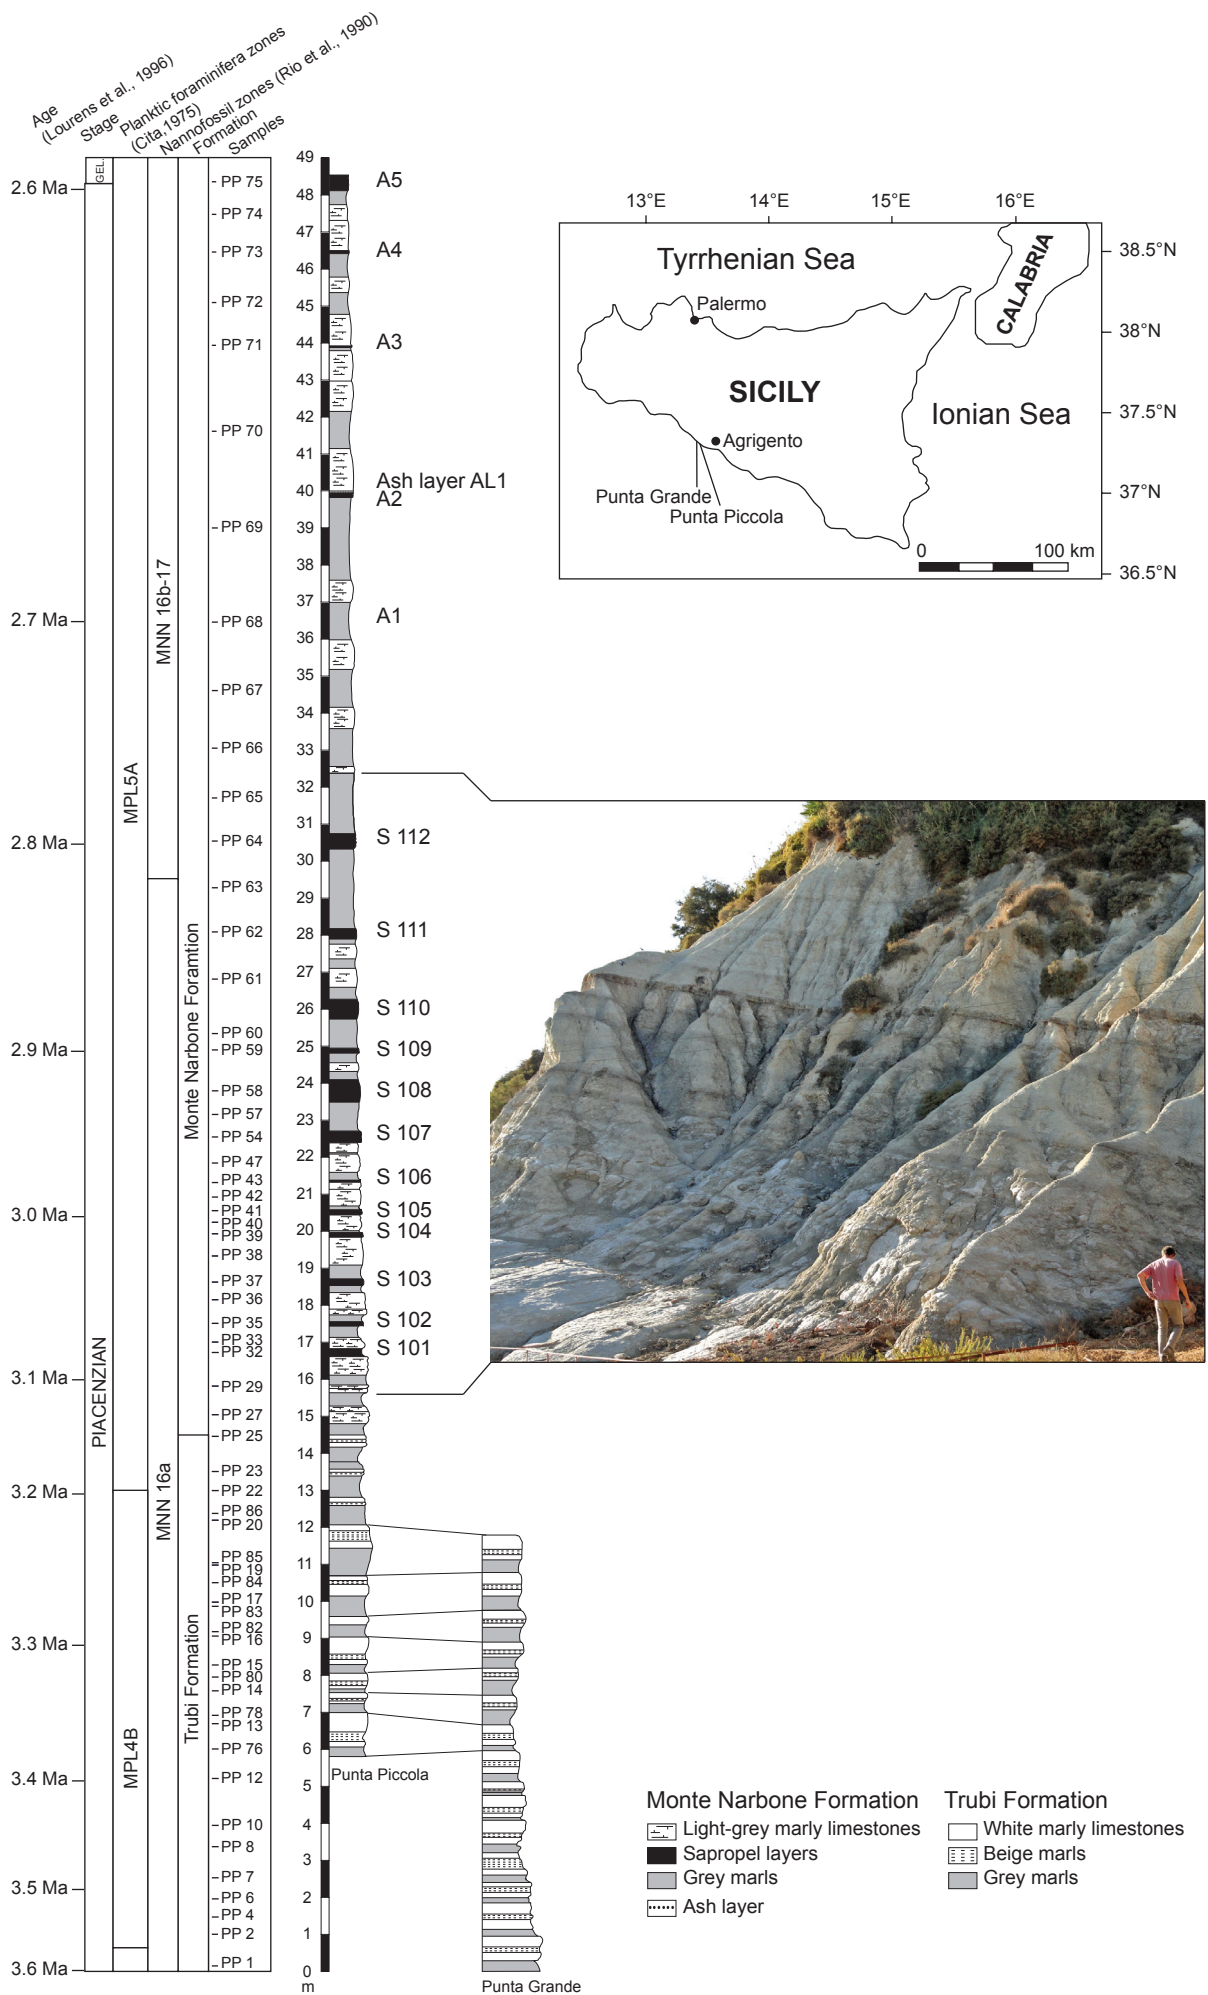 Age
(Lourens et al., 1996)
Stage
Planktic foraminifera zones
(Cita,1975)
Nannofossil zones (Rio et al., 1990)
Formation
Samples
2.6 Ma
2.7 Ma
2.8 Ma
2.9 Ma
3.0 Ma
3.1 Ma
3.2 Ma
3.3 Ma
3.4 Ma
3.5 Ma
3.6 Ma
GEL.
PIACENZIAN
MPL5A
MPL4B
MNN 16b-17
MNN 16a
Monte Narbone Foramtion
Trubi Formation
PP 75
PP 74
PP 73
PP 72
PP 71
PP 70
PP 69
PP 68
PP 67
PP 66
PP 65
PP 64
PP 63
PP 62
PP 61
PP 60
PP 59
PP 58
PP 57
PP 54
PP 47
PP 43
PP 42
PP 41
PP 40
PP 39
PP 38
PP 37
PP 36
PP 35
PP 33
PP 32
PP 29
PP 27
PP 25
PP 23
PP 22
PP 86
PP 20
PP 85
PP 19
PP 84
PP 17
PP 83
PP 82
PP 16
PP 15
PP 80
PP 14
PP 78
PP 13
PP 76
PP 12
PP 10
PP 8
PP 7
PP 6
PP 4
PP 2
PP 1
49
48
47
46
45
44
43
42
41
40
39
38
37
36
35
34
33
32
31
30
29
28
27
26
25
24
23
22
21
20
19
18
17
16
15
14
13
12
11
10
9
8
7
6
5
4
3
2
1
0
m
A5
A4
A3
Ash layer AL1
A2
A1
S 112
S 111
S 110
S 109
S 108
S 107
S 106
S 105
S 104
S 103
S 102
S 101
Punta Piccola
Punta Grande
13°E
14°E
15°E
16°E
38.5°N
38°N
37.5°N
37°N
36.5°N
Tyrrhenian Sea
CALABRIA
Palermo
SICILY
Ionian Sea
Agrigento
Punta Grande
Punta Piccola
0
100 km
Monte Narbone Formation
Light-grey marly limestones
Sapropel layers
Grey marls
Ash layer
Trubi Formation
White marly limestones
Beige marls
Grey marls